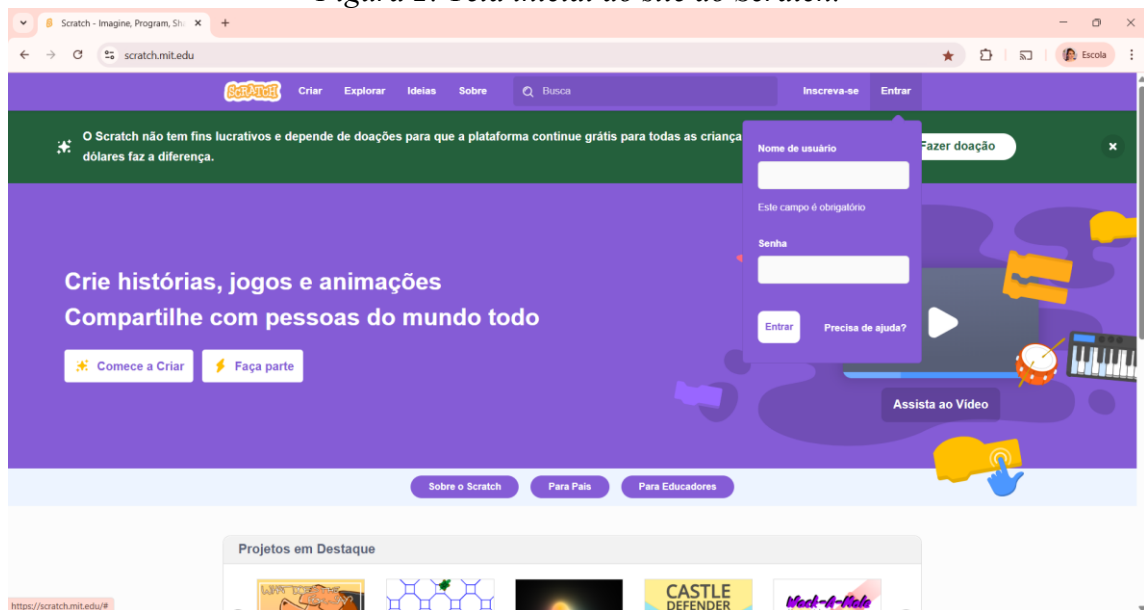 Scratch - Imagine, Program, Sh
scratch.mit.edu
Escola
SCRATCH Criar Explorar Ideias Sobre Busca Inscreva-se Entrar
O Scratch não tem fins lucrativos e depende de doações para que a plataforma continue grátis para todas as criança
dólares faz a diferença.
Fazer doação
Nome de usuário
Este campo é obrigatório
Senha
Entrar Precisa de ajuda?
Crie histórias, jogos e animações
Compartilhe com pessoas do mundo todo
Comece a Criar Faça parte
Assista ao Vídeo
Sobre o Scratch Para Pais Para Educadores
Projetos em Destaque
CASTLE
DEFENDER
Wack-A-Mole
https://scratch.mit.edu/#